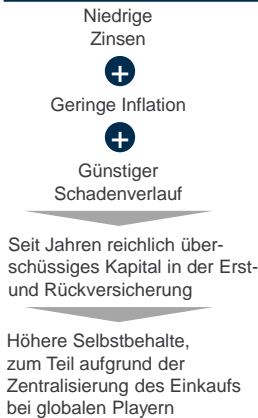 Niedrige
Zinsen
+
Geringe Inflation
+
Günstiger
Schadenverlauf
Seit Jahren reichlich über-
schüssiges Kapital in der Erst-
und Rückversicherung
Höhere Selbstbehalte,
zum Teil aufgrund der
Zentralisierung des Einkaufs
bei globalen Playern